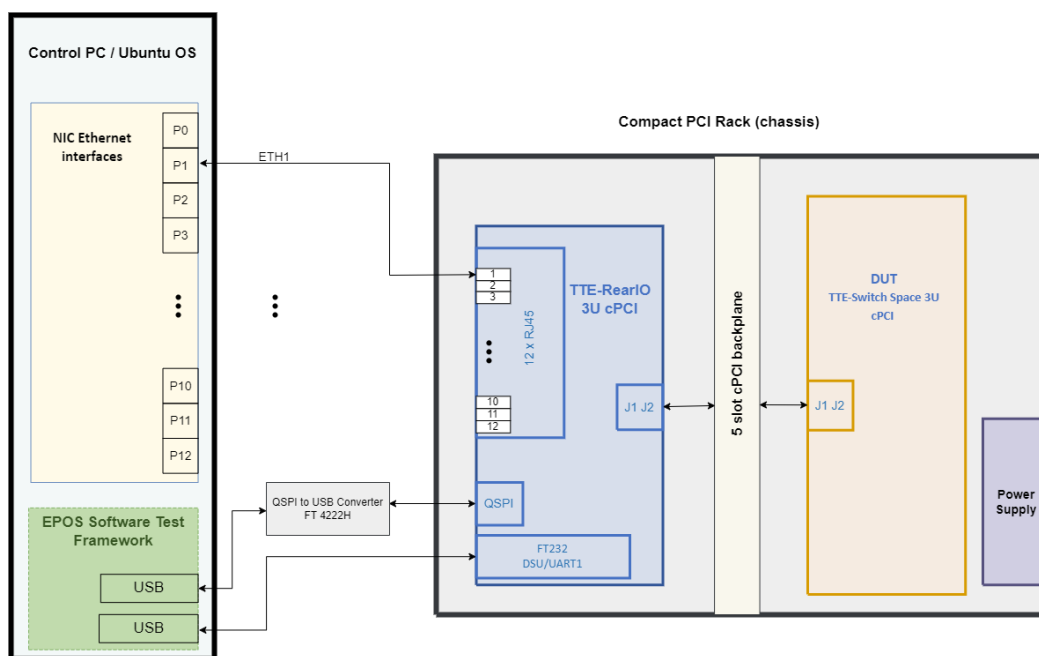 Control PC / Ubuntu OS
NIC Ethernet
interfaces
P0
P1
P2
P3
P10
P11
P12
EPOS Software Test
Framework
USB
USB
ETH1
QSPI to USB Converter
FT 4222H
Compact PCI Rack (chassis)
1
2
3
10
11
12
12 x RJ45
TTE-RearIO
3U cPCI
J1 J2
QSPI
FT232
DSU/UART1
5 slot cPCI backplane
DUT
TTE-Switch Space 3U
cPCI
J1 J2
Power
Supply